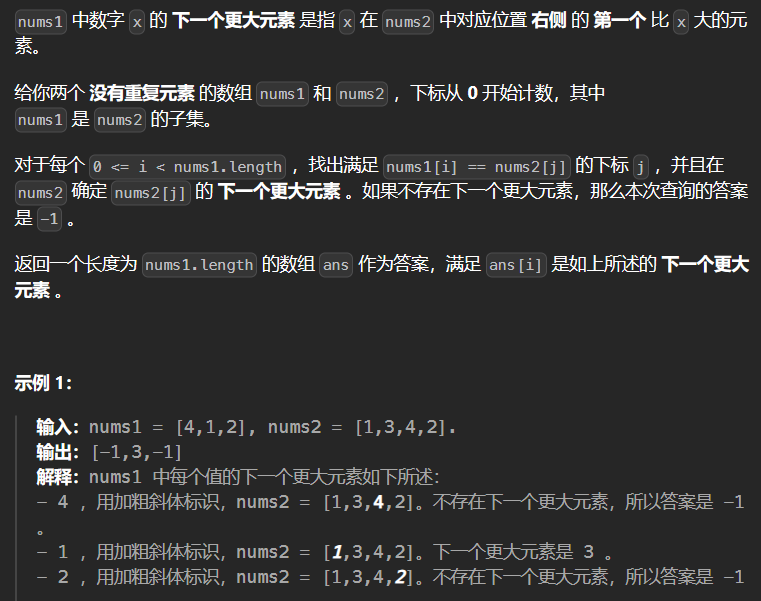 nums1 中数字 x 的 下一个更大元素 是指 x 在 nums2 中对应位置 右侧 的 第一个 比 x 大的元
素。
给你两个 没有重复元素 的数组 nums1 和 nums2 ，下标从 0 开始计数，其中
nums1 是 nums2 的子集。
对于每个 0 <= i < nums1.length ，找出满足 nums1[i] == nums2[j] 的下标 j ，并且在
nums2 确定 nums2[j] 的 下一个更大元素 。如果不存在下一个更大元素，那么本次查询的答案
是 -1 。
返回一个长度为 nums1.length 的数组 ans 作为答案，满足 ans[i] 是如上所述的 下一个更大
元素 。
示例 1：
输入：nums1 = [4,1,2], nums2 = [1,3,4,2].
输出：[-1,3,-1]
解释：nums1 中每个值的下一个更大元素如下所述：
- 4 ，用加粗斜体标识，nums2 = [1,3,4,2]。不存在下一个更大元素，所以答案是 -1
。
- 1 ，用加粗斜体标识，nums2 = [1,3,4,2]。下一个更大元素是 3 。
- 2 ，用加粗斜体标识，nums2 = [1,3,4,2]。不存在下一个更大元素，所以答案是 -1